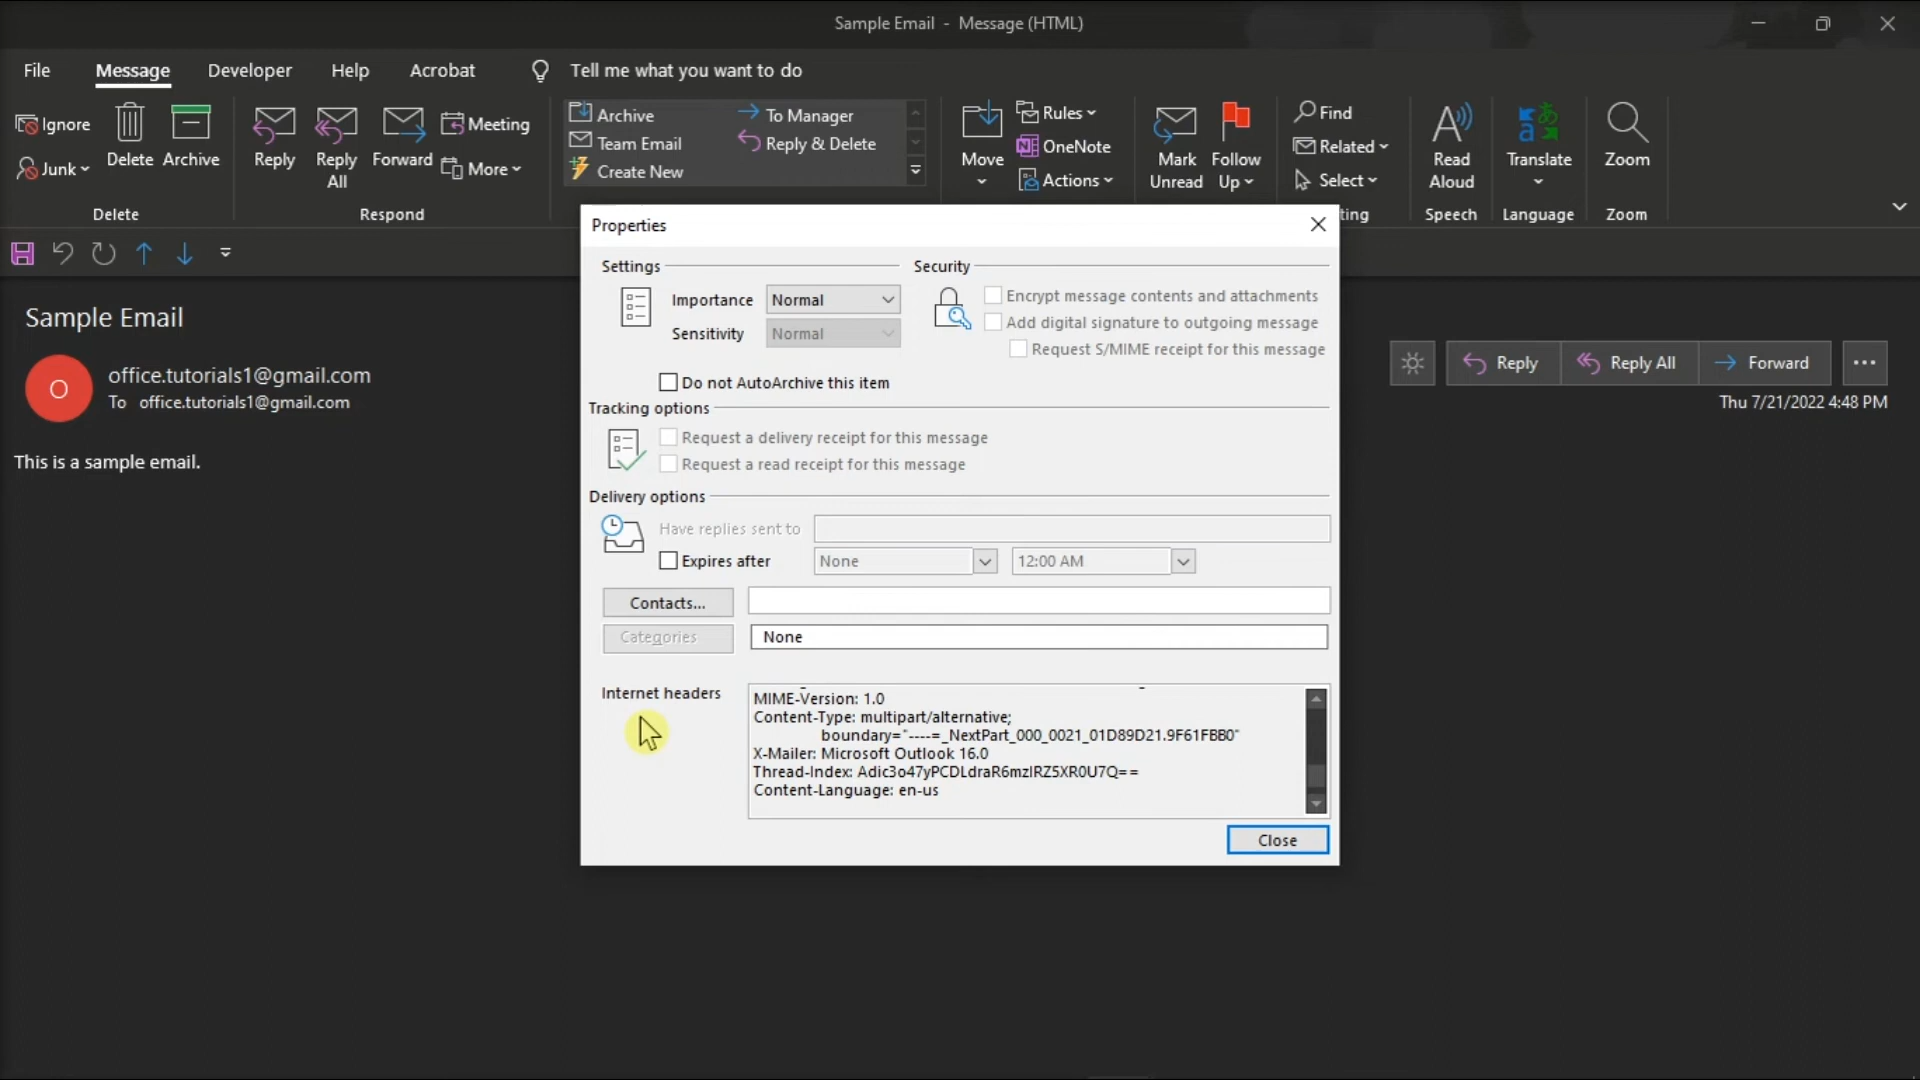 Sample Email - Message (HTML)
File Message Developer Help Acrobat Tell me what you want to do
Ignore
Junk
Delete
Archive
Delete
Reply
Reply All
Forward
Meeting
More
Respond
Archive
Team Email
Create New
To Manager
Reply & Delete
Move
Rules
OneNote
Actions
Mark Unread
Follow Up
Find
Related
Select
ting
Read Aloud
Speech
Translate
Language
Zoom
Zoom
Sample Email
O
office.tutorials1@gmail.com
To office.tutorials1@gmail.com
This is a sample email.
Reply
Reply All
Forward
Thu 7/21/2022 4:48 PM
Properties
Settings
Importance Normal
Sensitivity Normal
Do not AutoArchive this item
Security
Encrypt message contents and attachments
Add digital signature to outgoing message
Request S/MIME receipt for this message
Tracking options
Request a delivery receipt for this message
Request a read receipt for this message
Delivery options
Have replies sent to
Expires after None 12:00 AM
Contacts...
Categories None
Internet headers
MIME-Version: 1.0
Content-Type: multipart/alternative;
boundary="----=_NextPart_000_0021_01D89D21.9F61FBB0"
X-Mailer: Microsoft Outlook 16.0
Thread-Index: Adic3o47yPCDLdraR6mzIRZ5XR0U7Q==
Content-Language: en-us
Close